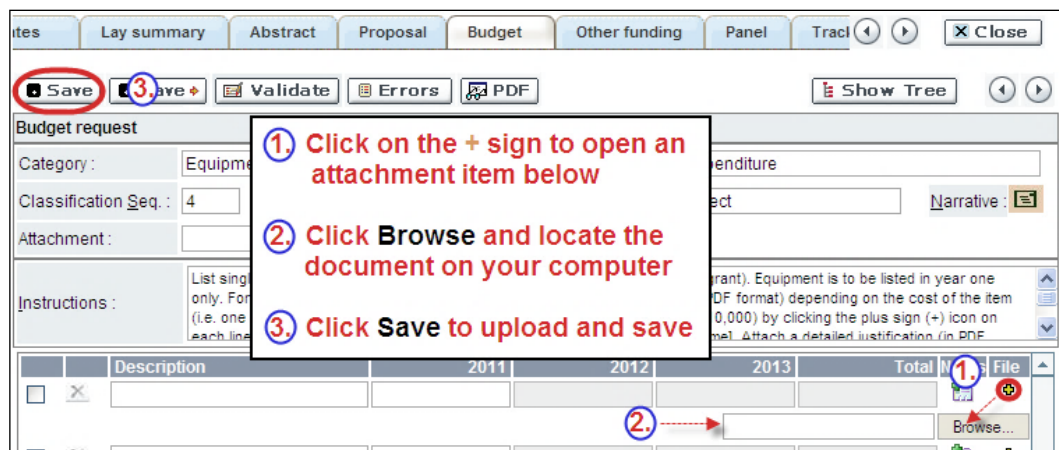 ites Lay summary Abstract Proposal Budget Other funding Panel Track Close
Save 3. ave Validate Errors PDF Show Tree
Budget request
1. Click on the + sign to open an
attachment item below
2. Click Browse and locate the
document on your computer
3. Click Save to upload and save
Category : Equipme enditure
Classification Seq. : 4 ect Narrative :
Attachment :
Instructions :
List singl rant). Equipment is to be listed in year one
only. For PDF format) depending on the cost of the item
(i.e. one 0,000) by clicking the plus sign (+) icon on
each line me]. Attach a detailed justification (in PDF
Description 2011 2012 2013 Total N s File
1.
2. Browse...